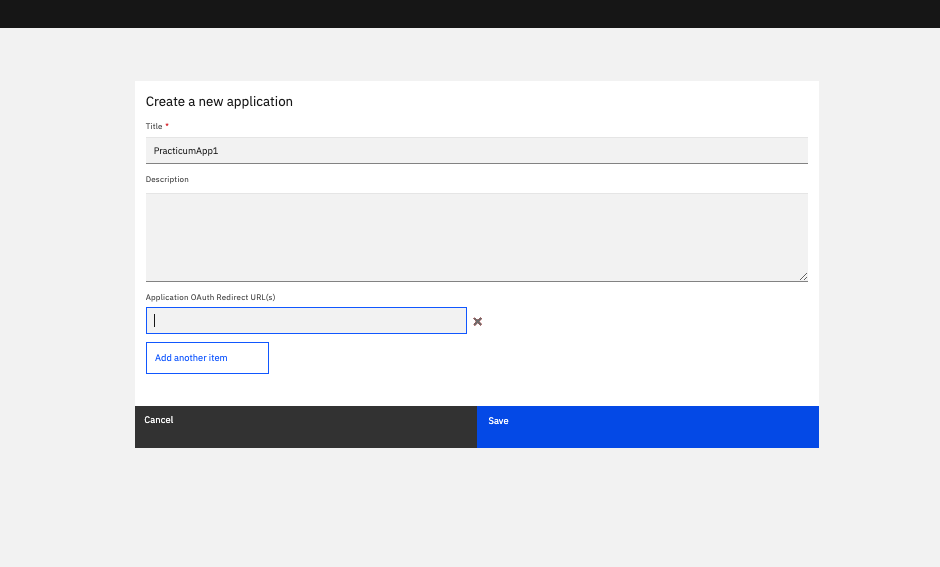 Create a new application
Title *
PracticumApp1
Description
Application OAuth Redirect URL(s)
Add another item
Cancel
Save